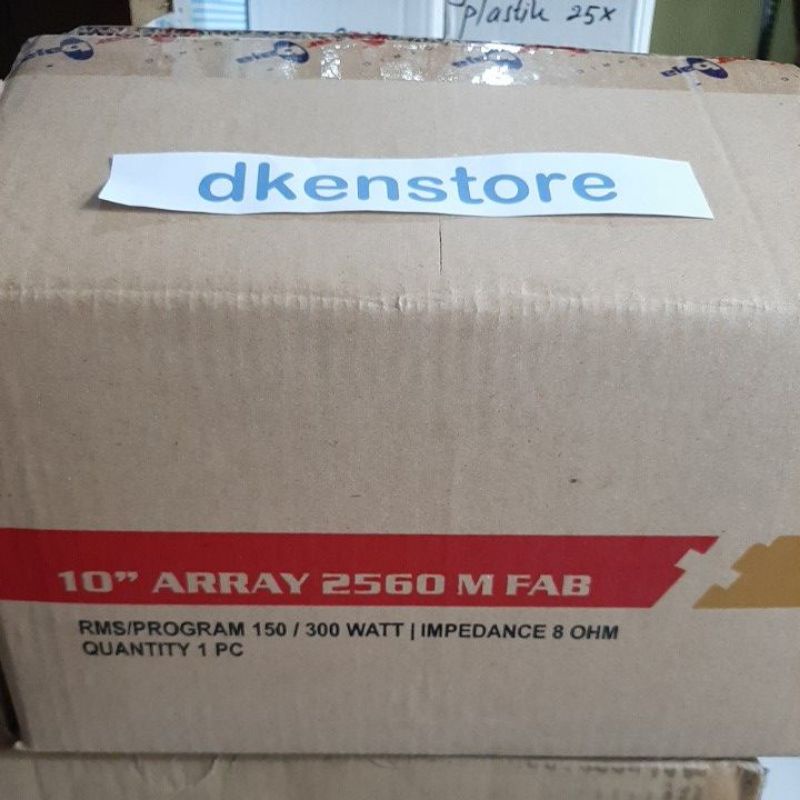 plastik 25x
dkenstore
10" ARRAY 2560 M FAB
RMS/PROGRAM 150 / 300 WATT | IMPEDANCE 8 OHM
QUANTITY 1 PC